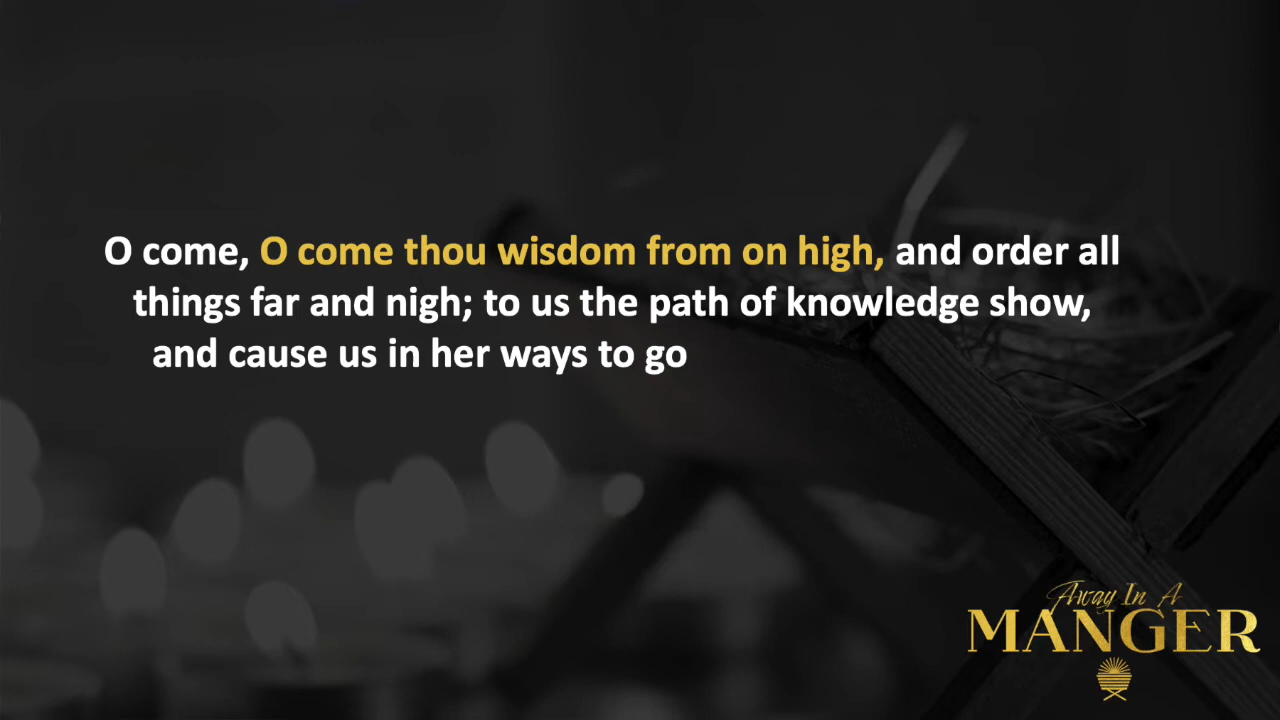 O come, O come thou wisdom from on high, and order all
things far and nigh; to us the path of knowledge show,
and cause us in her ways to go
Away In A
MANGER